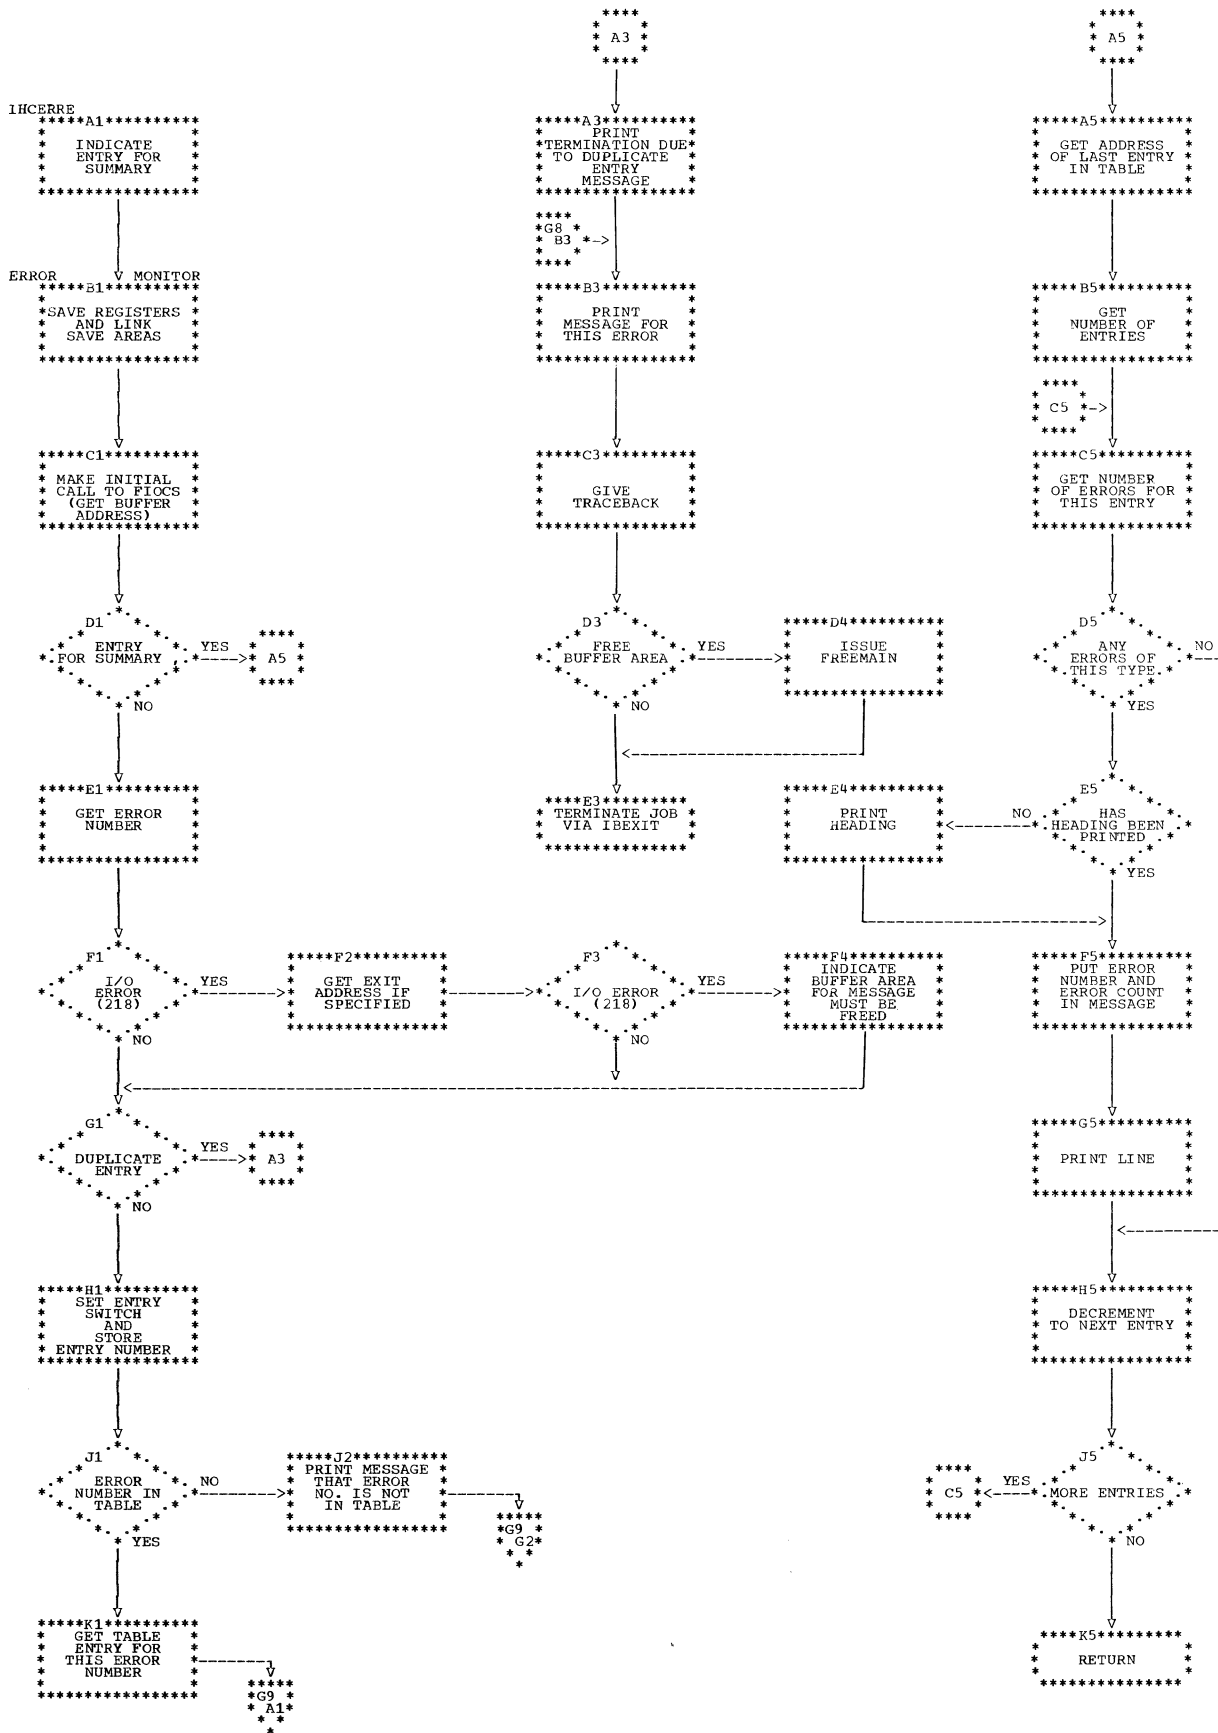 A3
A5
1HCERRE
A1
INDICATE
ENTRY FOR
SUMMARY
A3
PRINT
TERMINATION DUE
TO DUPLICATE
ENTRY
MESSAGE
A5
GET ADDRESS
OF LAST ENTRY
IN TABLE
G8
B3
ERROR MONITOR
B1
SAVE REGISTERS
AND LINK
SAVE AREAS
B3
PRINT
MESSAGE FOR
THIS ERROR
B5
GET
NUMBER OF
ENTRIES
C5
C1
MAKE INITIAL
CALL TO FIOCS
(GET BUFFER
ADDRESS)
C3
GIVE
TRACEBACK
C5
GET NUMBER
OF ERRORS FOR
THIS ENTRY
D1
ENTRY
FOR SUMMARY
YES
A5
NO
D3
FREE
BUFFER AREA
YES
NO
D4
ISSUE
FREEMAIN
D5
ANY
ERRORS OF
THIS TYPE
NO
YES
E1
GET ERROR
NUMBER
E3
TERMINATE JOB
VIA IBEXIT
E4
PRINT
HEADING
E5
HAS
HEADING BEEN
PRINTED
NO
YES
F1
I/O
ERROR
(218)
YES
NO
F2
GET EXIT
ADDRESS IF
SPECIFIED
F3
I/O ERROR
(218)
YES
NO
F4
INDICATE
BUFFER AREA
FOR MESSAGE
MUST BE
FREED
F5
PUT ERROR
NUMBER AND
ERROR COUNT
IN MESSAGE
G1
DUPLICATE
ENTRY
YES
A3
NO
G5
PRINT LINE
H1
SET ENTRY
SWITCH
AND
STORE
ENTRY NUMBER
H5
DECREMENT
TO NEXT ENTRY
J1
ERROR
NUMBER IN
TABLE
NO
YES
J2
PRINT MESSAGE
THAT ERROR
NO. IS NOT
IN TABLE
G9
G2
J5
MORE ENTRIES
YES
C5
NO
K1
GET TABLE
ENTRY FOR
THIS ERROR
NUMBER
G9
A1
K5
RETURN